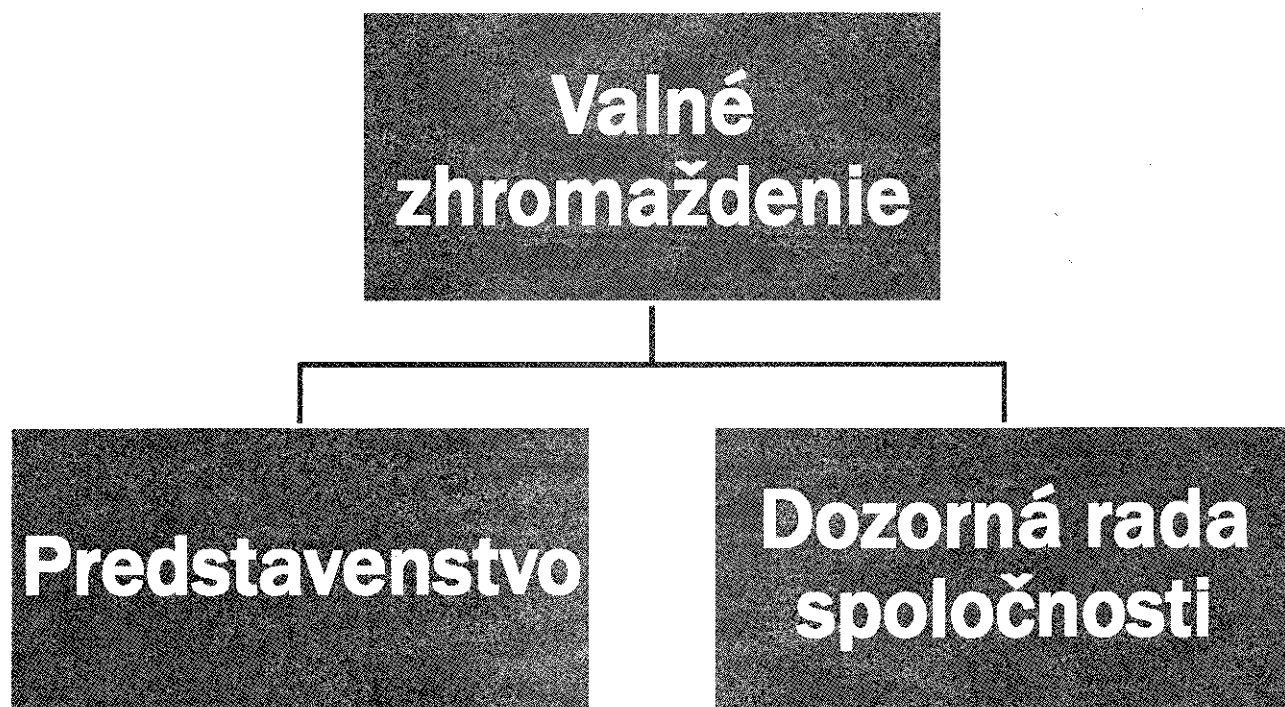 Valné
zhromaždenie
Predstavenstvo
Dozorná rada
spoločnosti